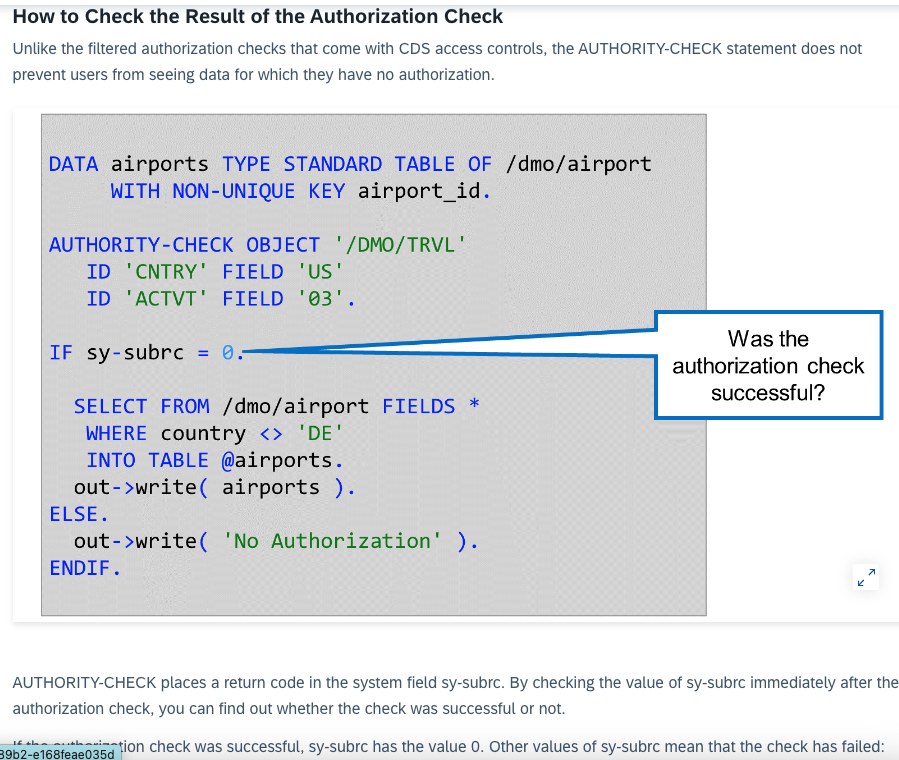 How to Check the Result of the Authorization Check
Unlike the filtered authorization checks that come with CDS access controls, the AUTHORITY-CHECK statement does not
prevent users from seeing data for which they have no authorization.
DATA airports TYPE STANDARD TABLE OF /dmo/airport
WITH NON-UNIQUE KEY airport_id.
AUTHORITY-CHECK OBJECT '/DMO/TRVL'
ID 'CNTRY' FIELD 'US'
ID 'ACTVT' FIELD '03'.
IF sy-subrc = 0.
Was the
authorization check
successful?
SELECT FROM /dmo/airport FIELDS *
WHERE country <> 'DE'
INTO TABLE @airports.
out->write( airports ).
ELSE.
out->write( 'No Authorization' ).
ENDIF.
AUTHORITY-CHECK places a return code in the system field sy-subrc. By checking the value of sy-subrc immediately after the
authorization check, you can find out whether the check was successful or not.
If the authorization check was successful, sy-subrc has the value 0. Other values of sy-subrc mean that the check has failed:
89b2-e168feae035d